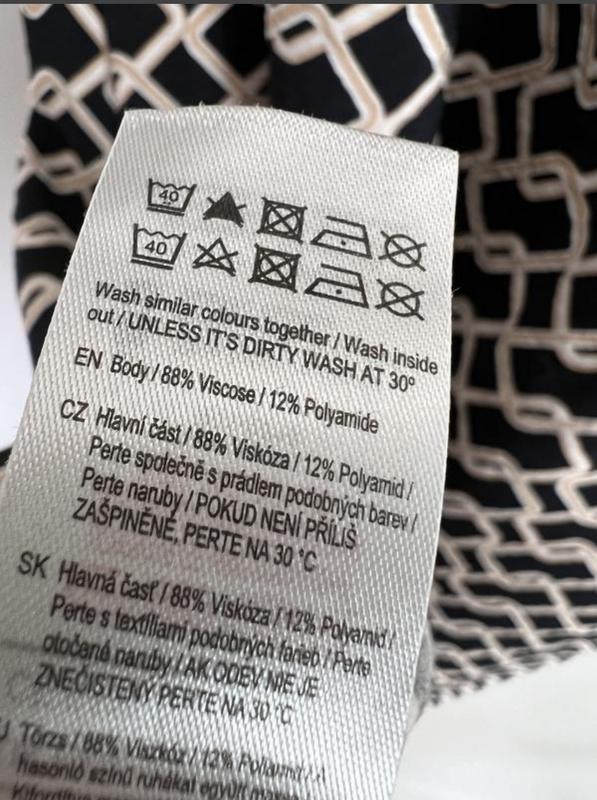 40
40
Wash similar colours together / Wash inside
out / UNLESS IT'S DIRTY WASH AT 30°
EN Body / 88% Viscose / 12% Polyamide
CZ Hlavní část / 88% Viskóza / 12% Polyamid /
Perte společně s prádlem podobných barev /
Perte naruby / POKUD NENÍ PŘÍLIŠ
ZAŠPINĚNÉ, PERTE NA 30 °C
SK Hlavná časť / 88% Viskóza / 12% Polyamid /
Perte s textíliami podobných farieb / Perte
otočené naruby / AK ODEV NIE JE
ZNEČISTENÝ PERTE NA 30 °C
Törzs / 88% Viszkóz / 12% Poliamid / A
hasonló színű ruhákat együtt